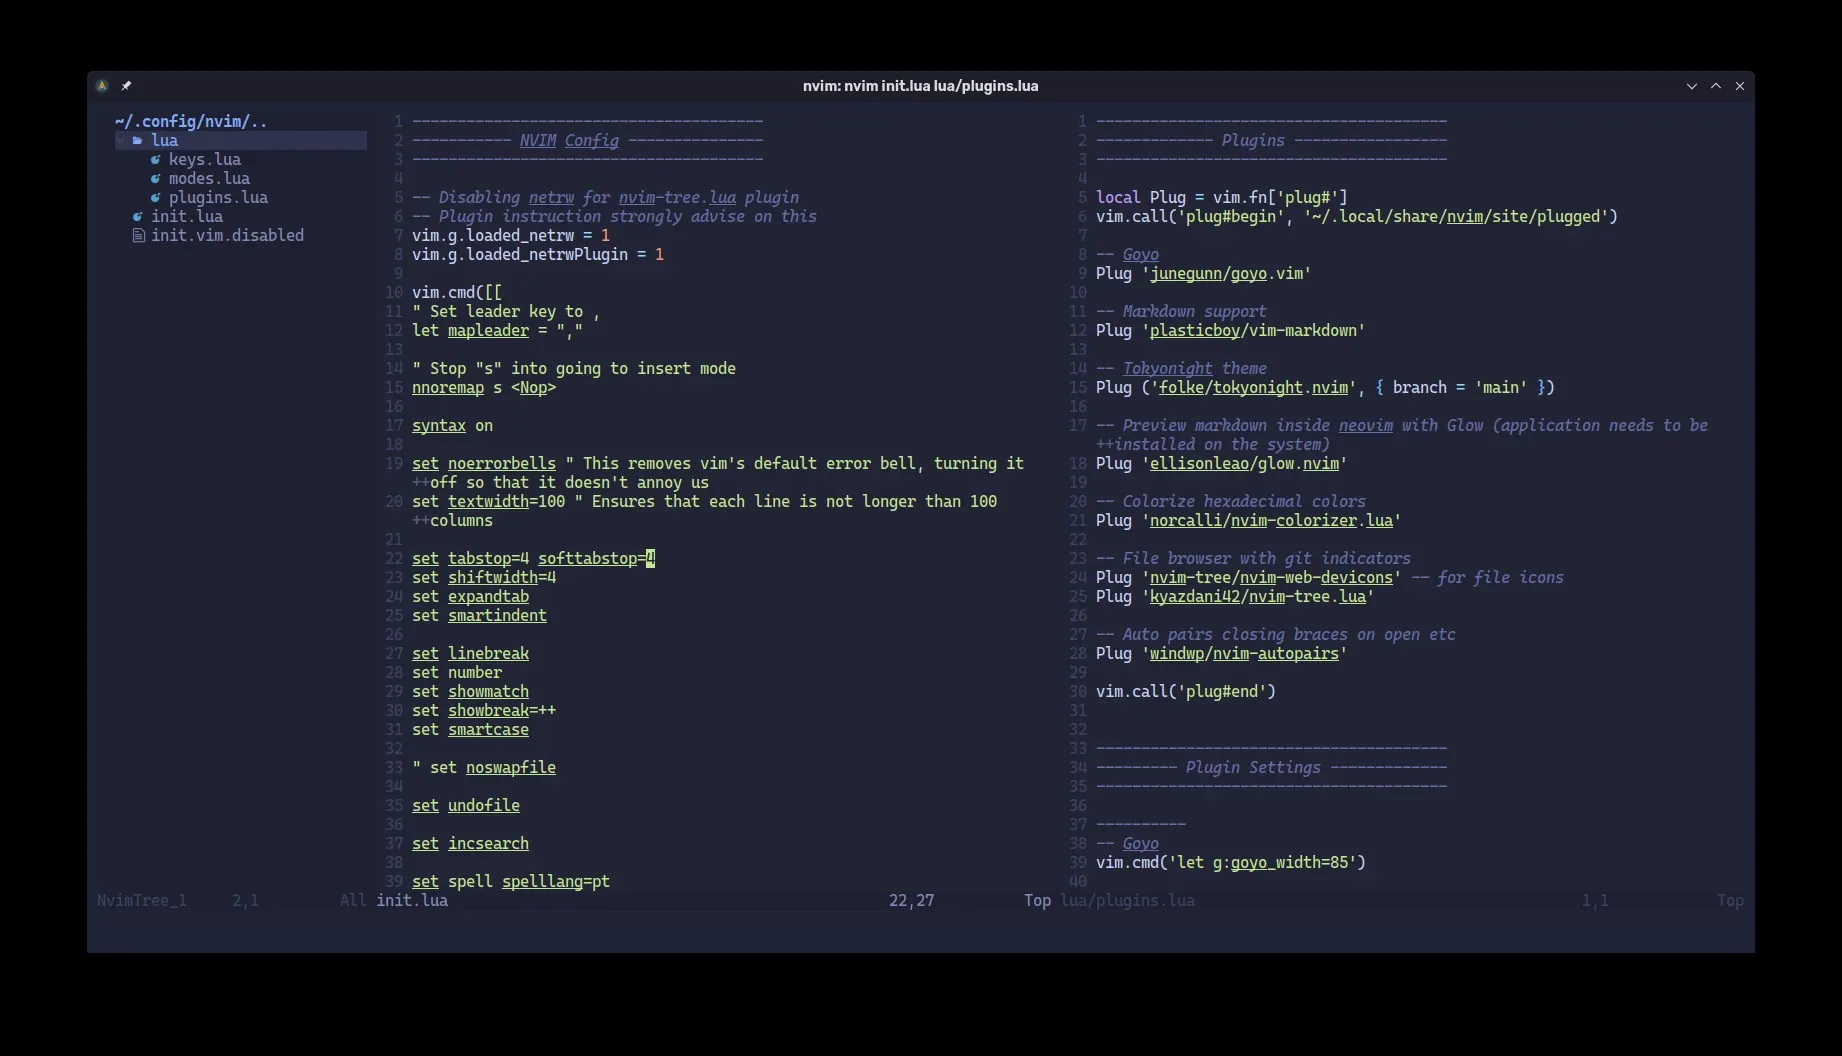 nvim: nvim init.lua lua/plugins.lua
~/.config/nvim/..
lua
keys.lua
modes.lua
plugins.lua
init.lua
init.vim.disabled
1 ---------------------------------------
2 ----------- NVIM Config ---------------
3 ---------------------------------------
4
5 -- Disabling netrw for nvim-tree.lua plugin
6 -- Plugin instruction strongly advise on this
7 vim.g.loaded_netrw = 1
8 vim.g.loaded_netrwPlugin = 1
9
10 vim.cmd([[
11 " Set leader key to ,
12 let mapleader = ","
13
14 " Stop "s" into going to insert mode
15 nnoremap s <Nop>
16
17 syntax on
18
19 set noerrorbells " This removes vim's default error bell, turning it
++off so that it doesn't annoy us
20 set textwidth=100 " Ensures that each line is not longer than 100
++columns
21
22 set tabstop=4 softtabstop=4
23 set shiftwidth=4
24 set expandtab
25 set smartindent
26
27 set linebreak
28 set number
29 set showmatch
30 set showbreak=++
31 set smartcase
32
33 " set noswapfile
34
35 set undofile
36
37 set incsearch
38
39 set spell spelllang=pt
1 ---------------------------------------
2 ------------- Plugins -----------------
3 ---------------------------------------
4
5 local Plug = vim.fn['plug#']
6 vim.call('plug#begin', '~/.local/share/nvim/site/plugged')
7
8 -- Goyo
9 Plug 'junegunn/goyo.vim'
10
11 -- Markdown support
12 Plug 'plasticboy/vim-markdown'
13
14 -- Tokyonight theme
15 Plug ('folke/tokyonight.nvim', { branch = 'main' })
16
17 -- Preview markdown inside neovim with Glow (application needs to be
++installed on the system)
18 Plug 'ellisonleao/glow.nvim'
19
20 -- Colorize hexadecimal colors
21 Plug 'norcalli/nvim-colorizer.lua'
22
23 -- File browser with git indicators
24 Plug 'nvim-tree/nvim-web-devicons' -- for file icons
25 Plug 'kyazdani42/nvim-tree.lua'
26
27 -- Auto pairs closing braces on open etc
28 Plug 'windwp/nvim-autopairs'
29
30 vim.call('plug#end')
31
32
33 ---------------------------------------
34 --------- Plugin Settings -------------
35 ---------------------------------------
36
37 ----------
38 -- Goyo
39 vim.cmd('let g:goyo_width=85')
40
NvimTree_1 2,1 All init.lua 22,27 Top lua/plugins.lua 1,1 Top